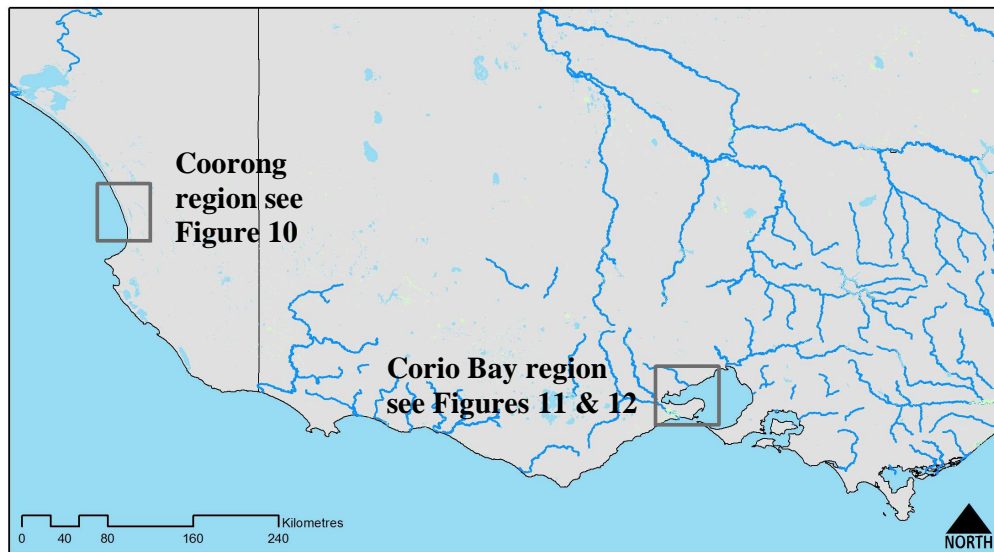 Coorong
region see
Figure 10
Corio Bay region
see Figures 11 & 12
Kilometres
0 40 80 160 240
NORTH